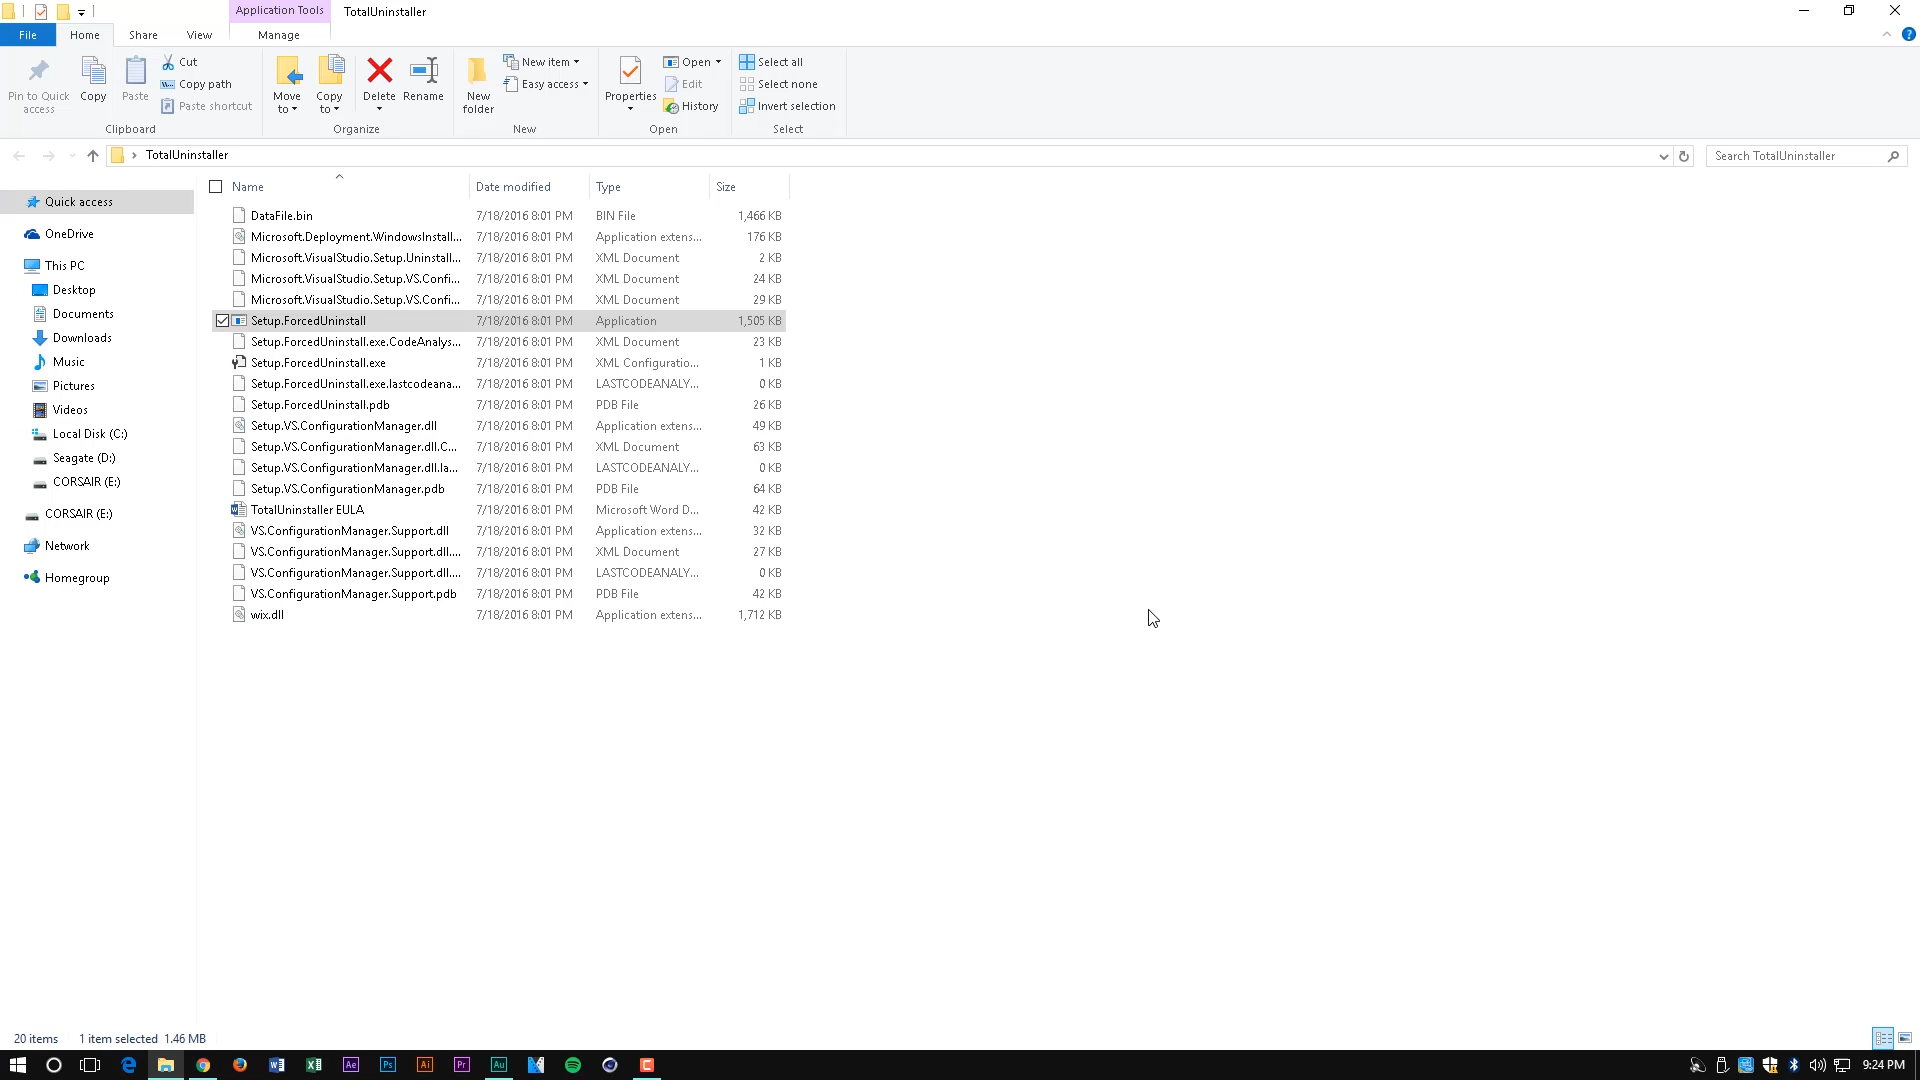 Application Tools TotalUninstaller
File Home Share View Manage
Pin to Quick access
Copy
Paste
Cut
Copy path
Paste shortcut
Clipboard
Move to
Copy to
Delete
Rename
Organize
New folder
New item
Easy access
New
Properties
Open
Edit
History
Open
Select all
Select none
Invert selection
Select
TotalUninstaller
Search TotalUninstaller
Quick access
OneDrive
This PC
Desktop
Documents
Downloads
Music
Pictures
Videos
Local Disk (C:)
Seagate (D:)
CORSAIR (E:)
CORSAIR (E:)
Network
Homegroup
Name Date modified Type Size
DataFile.bin 7/18/2016 8:01 PM BIN File 1,466 KB
Microsoft.Deployment.WindowsInstall... 7/18/2016 8:01 PM Application extens... 176 KB
Microsoft.VisualStudio.Setup.Uninstall... 7/18/2016 8:01 PM XML Document 2 KB
Microsoft.VisualStudio.Setup.VS.Confi... 7/18/2016 8:01 PM XML Document 24 KB
Microsoft.VisualStudio.Setup.VS.Confi... 7/18/2016 8:01 PM XML Document 29 KB
Setup.ForcedUninstall 7/18/2016 8:01 PM Application 1,505 KB
Setup.ForcedUninstall.exe.CodeAnalys... 7/18/2016 8:01 PM XML Document 23 KB
Setup.ForcedUninstall.exe 7/18/2016 8:01 PM XML Configuratio... 1 KB
Setup.ForcedUninstall.exe.lastcodeana... 7/18/2016 8:01 PM LASTCODEANALY... 0 KB
Setup.ForcedUninstall.pdb 7/18/2016 8:01 PM PDB File 26 KB
Setup.VS.ConfigurationManager.dll 7/18/2016 8:01 PM Application extens... 49 KB
Setup.VS.ConfigurationManager.dll.C... 7/18/2016 8:01 PM XML Document 63 KB
Setup.VS.ConfigurationManager.dll.la... 7/18/2016 8:01 PM LASTCODEANALY... 0 KB
Setup.VS.ConfigurationManager.pdb 7/18/2016 8:01 PM PDB File 64 KB
TotalUninstaller EULA 7/18/2016 8:01 PM Microsoft Word D... 42 KB
VS.ConfigurationManager.Support.dll 7/18/2016 8:01 PM Application extens... 32 KB
VS.ConfigurationManager.Support.dll.... 7/18/2016 8:01 PM XML Document 27 KB
VS.ConfigurationManager.Support.dll.... 7/18/2016 8:01 PM LASTCODEANALY... 0 KB
VS.ConfigurationManager.Support.pdb 7/18/2016 8:01 PM PDB File 42 KB
wix.dll 7/18/2016 8:01 PM Application extens... 1,712 KB
20 items 1 item selected 1.46 MB
Ae Ps Ai Pr Au
9:24 PM